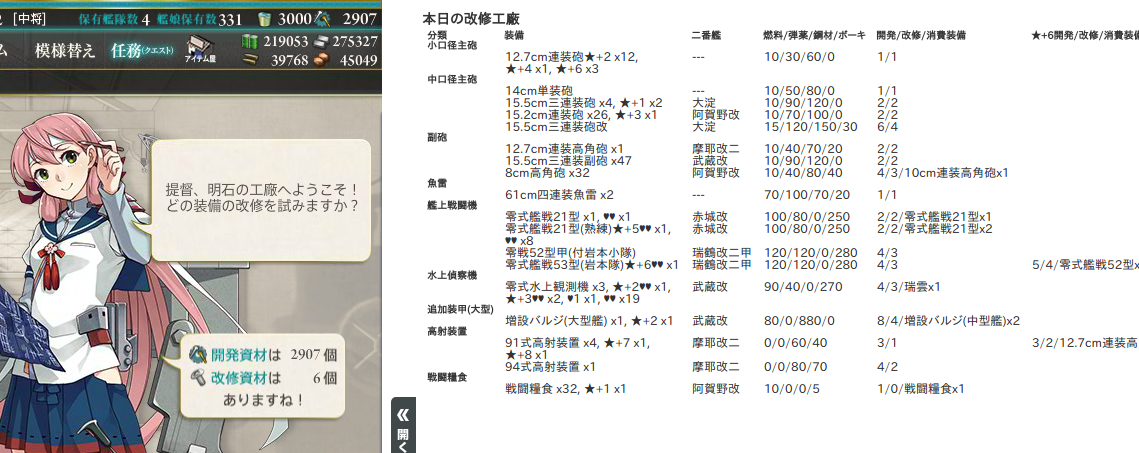 [中将] 保有艦隊数 4 艦娘保有数 331 3000 2907
ム 模様替え 任務(クエスト) アイテム屋 219053 275327
39768 45049
提督、明石の工廠へようこそ！
どの装備の改修を試みますか？
開発資材は 2907 個
改修資材は 6 個
ありますね！
《
開
く
本日の改修工廠
分類 装備 二番艦 燃料/弾薬/鋼材/ボーキ 開発/改修/消費装備 ★+6開発/改修/消費装備
小口径主砲
12.7cm連装砲★+2 x12, --- 10/30/60/0 1/1
★+4 x1, ★+6 x3
中口径主砲
14cm単装砲 --- 10/50/80/0 1/1
15.5cm三連装砲 x4, ★+1 x2 大淀 10/90/120/0 2/2
15.2cm連装砲 x26, ★+3 x1 阿賀野改 10/70/100/0 2/2
15.5cm三連装砲改 大淀 15/120/150/30 6/4
副砲
12.7cm連装高角砲 x1 摩耶改二 10/40/70/20 2/2
15.5cm三連装副砲 x47 武蔵改 10/90/120/0 2/2
8cm高角砲 x32 阿賀野改 10/40/80/40 4/3/10cm連装高角砲x1
魚雷
61cm四連装魚雷 x2 --- 70/100/70/20 1/1
艦上戦闘機
零式艦戦21型 x1, ♥♥ x1 赤城改 100/80/0/250 2/2/零式艦戦21型x1
零式艦戦21型(熟練)★+5♥♥ x1, 赤城改 100/80/0/250 2/2/零式艦戦21型x2
♥♥ x8
零戦52型甲(付岩本小隊) 瑞鶴改二甲 120/120/0/280 4/3
零式艦戦53型(岩本隊)★+6♥♥ x1 瑞鶴改二甲 120/120/0/280 4/3 5/4/零式艦戦52型x
水上偵察機
零式水上観測機 x3, ★+2♥♥ x1, 武蔵改 90/40/0/270 4/3/瑞雲x1
★+3♥♥ x2, ♥1 x1, ♥♥ x19
追加装甲(大型)
増設バルジ(大型艦) x1, ★+2 x1 武蔵改 80/0/880/0 8/4/増設バルジ(中型艦)x2
高射装置
91式高射装置 x4, ★+7 x1, 摩耶改二 0/0/60/40 3/1 3/2/12.7cm連装高
★+8 x1
94式高射装置 x1 摩耶改二 0/0/80/70 4/2
戦闘糧食
戦闘糧食 x32, ★+1 x1 阿賀野改 10/0/0/5 1/0/戦闘糧食x1